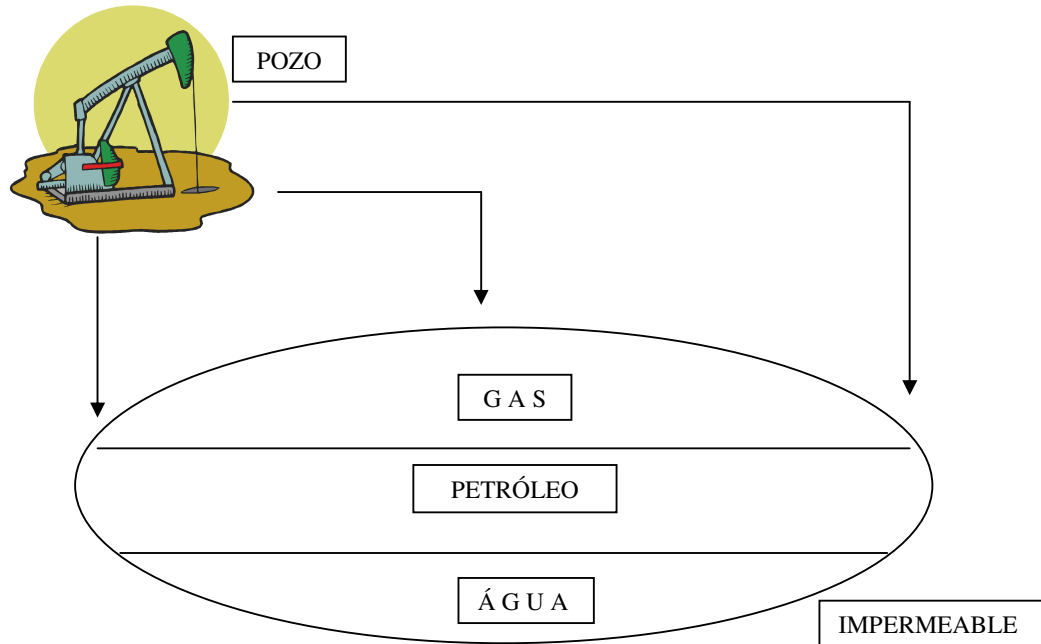 POZO
G A S
PETRÓLEO
Á G U A
IMPERMEABLE